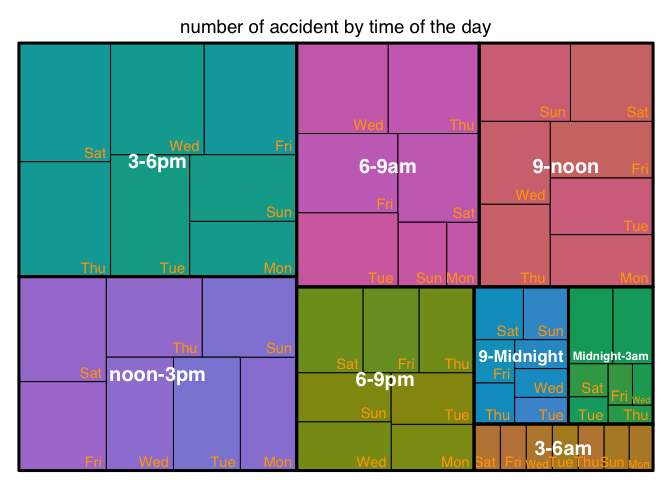 number of accident by time of the day
Sat
Wed
Fri
3-6pm
Sun
Thu
Tue
Mon
Wed
Thu
6-9am
Fri
Sat
Tue
Sun
Mon
Sun
Sat
9-noon
Fri
Wed
Tue
Thu
Mon
Thu
Sun
Sat
noon-3pm
Fri
Wed
Tue
Mon
Sat
Fri
Thu
6-9pm
Sun
Tue
Wed
Mon
Sat
Sun
9-Midnight
Fri
Wed
Thu
Tue
Midnight-3am
Sat
Fri
Wed
Tue
Thu
3-6am
Sat
Fri
Wed
Tue
Thu
Sun
Mon